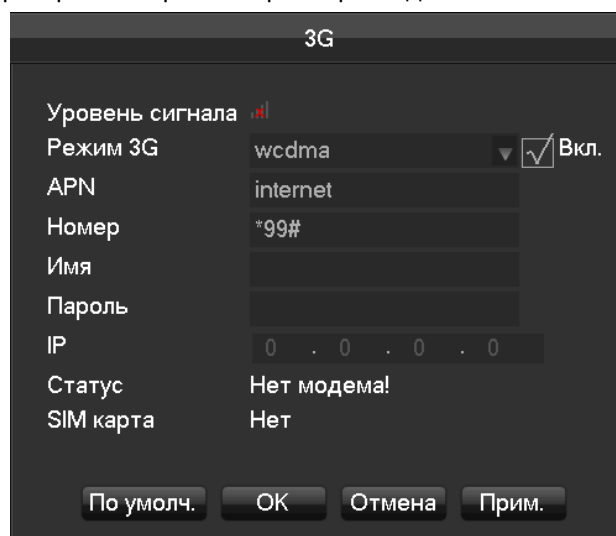 3G
Уровень сигнала
Режим 3G wcdma Вкл.
APN internet
Номер *99#
Имя
Пароль
IP 0 . 0 . 0 . 0
Статус Нет модема!
SIM карта Нет
По умолч. OK Отмена Прим.